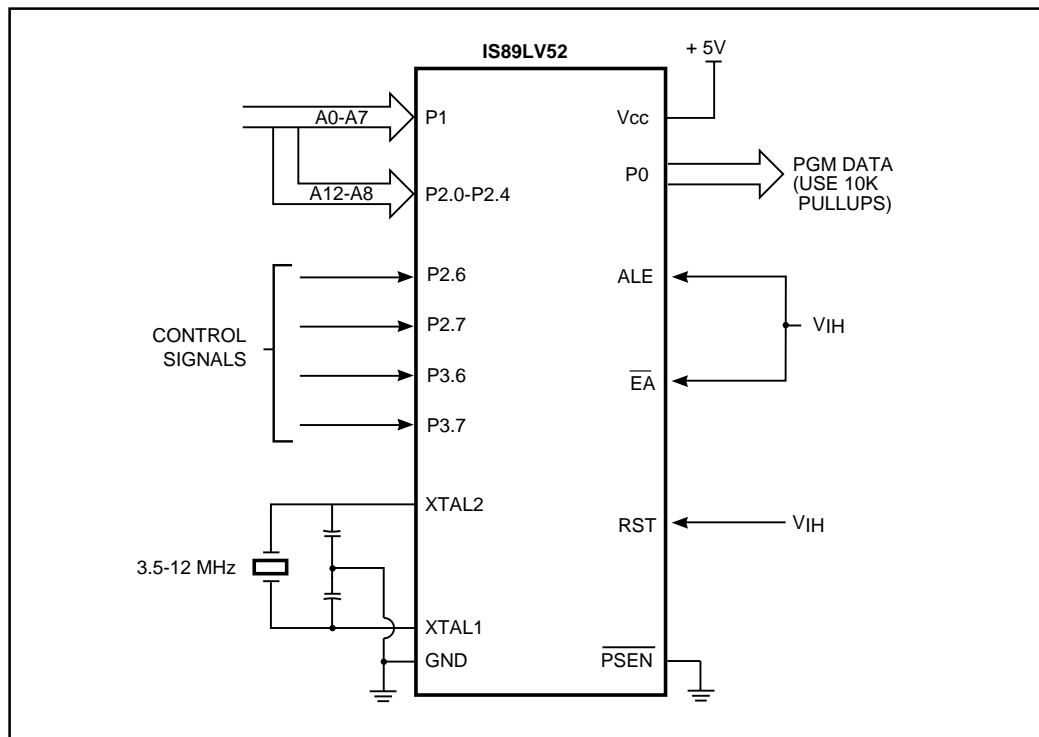 IS89LV52
+ 5V
A0-A7
P1
Vcc
A12-A8
P2.0-P2.4
P0
PGM DATA
(USE 10K
PULLUPS)
P2.6
ALE
CONTROL
SIGNALS
P2.7
VIH
P3.6
EA
P3.7
XTAL2
RST
VIH
3.5-12 MHz
XTAL1
GND
PSEN